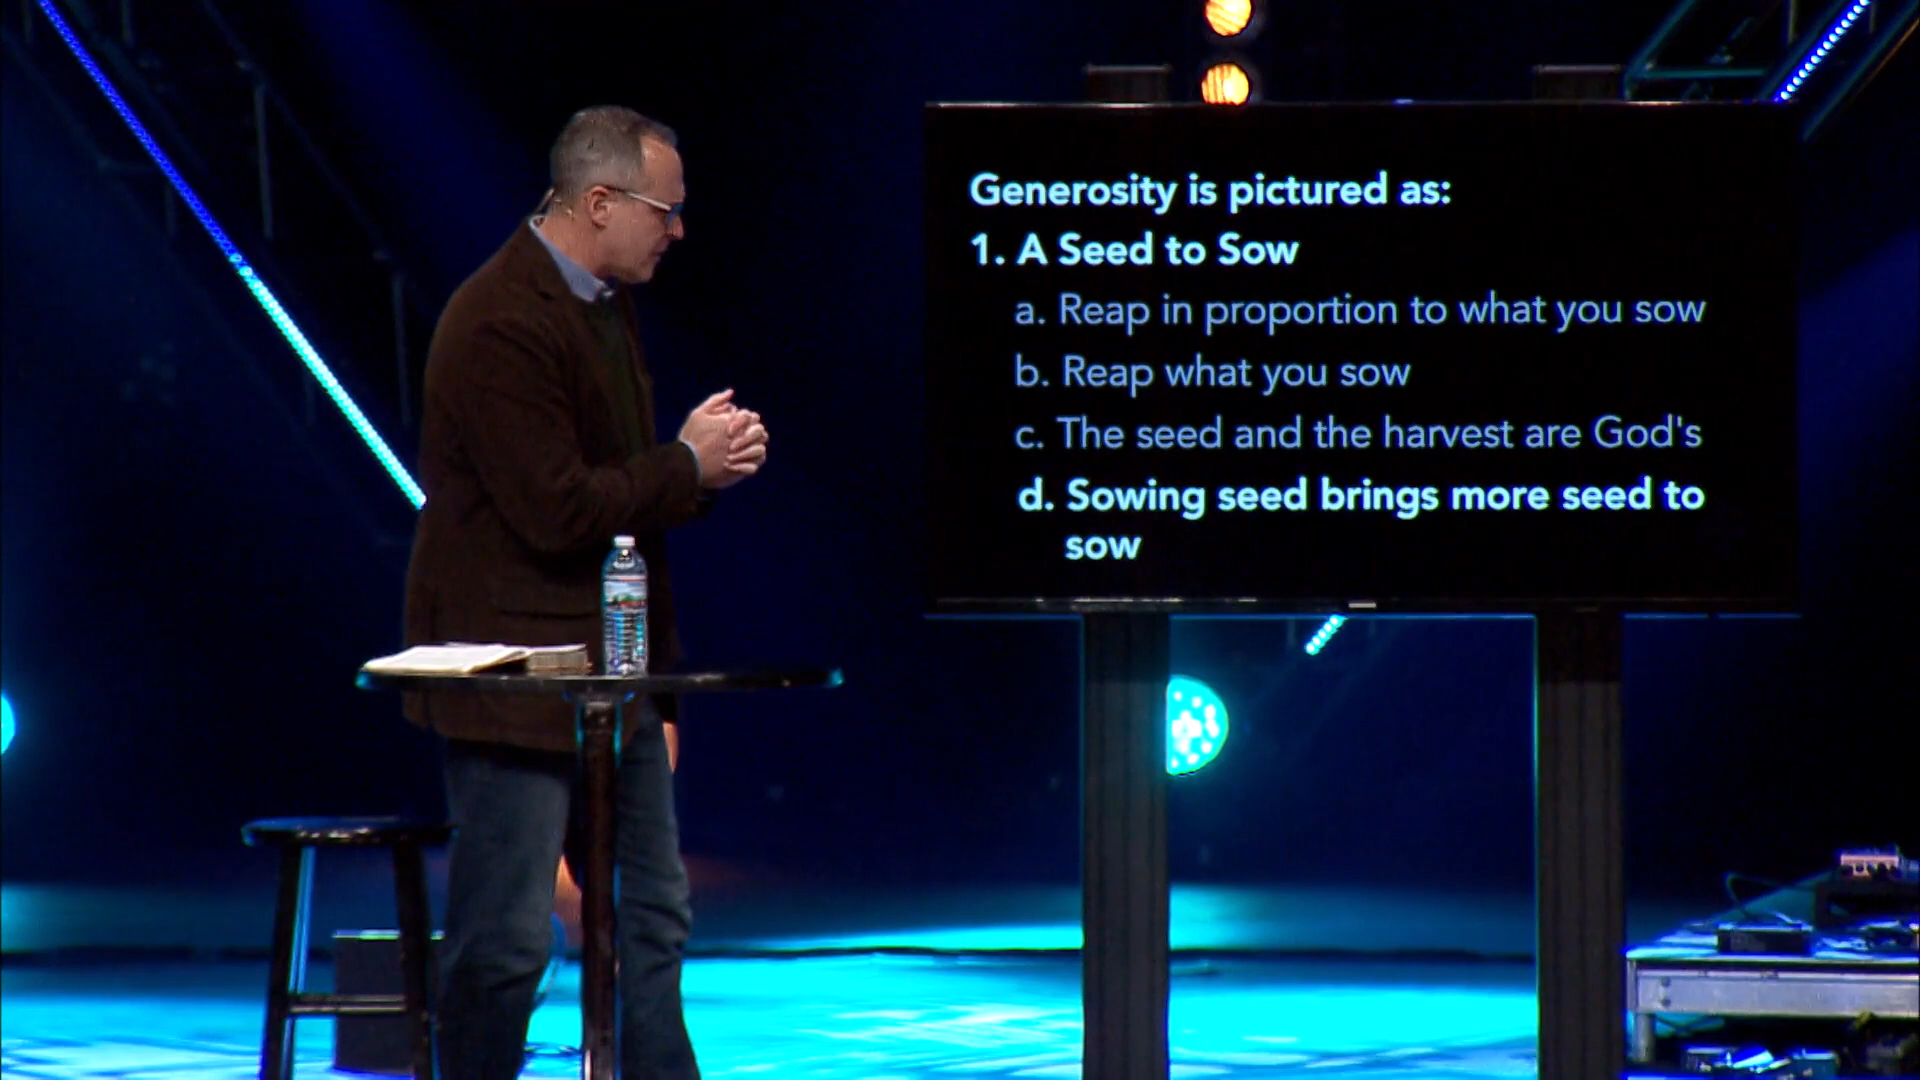 Generosity is pictured as:
1. A Seed to Sow
a. Reap in proportion to what you sow
b. Reap what you sow
c. The seed and the harvest are God's
d. Sowing seed brings more seed to
sow